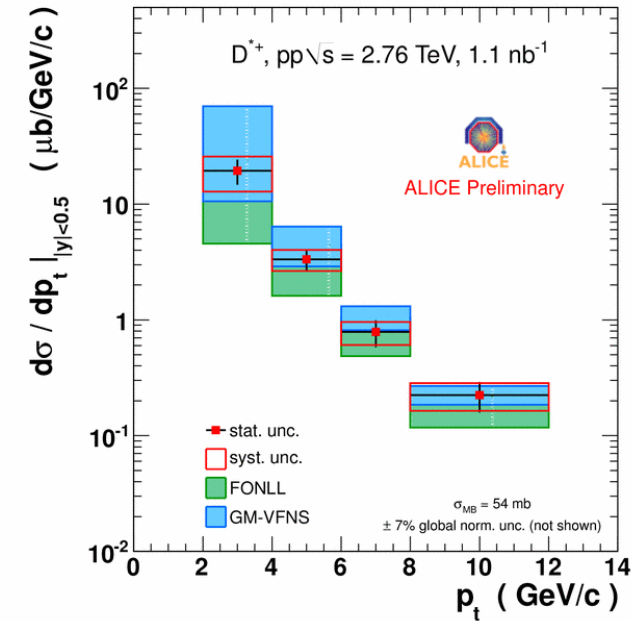 D*+, pp√s = 2.76 TeV, 1.1 nb-1
ALICE
ALICE Preliminary
dσ / dpt ||y|<0.5 ( μb/GeV/c )
10²
10
1
10-1
10-2
stat. unc.
syst. unc.
FONLL
GM-VFNS
σMB = 54 mb
± 7% global norm. unc. (not shown)
0 2 4 6 8 10 12 14
pt ( GeV/c )